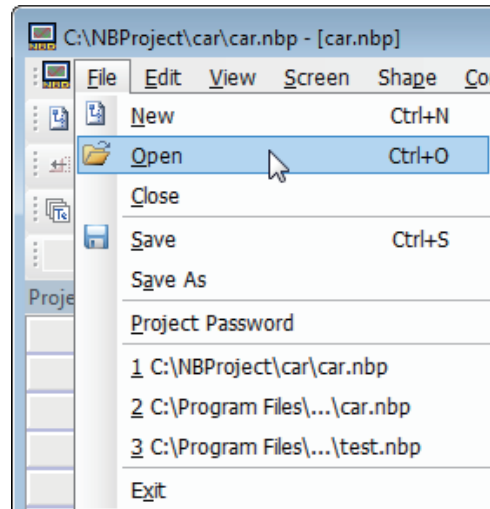 C:\NBProject\car\car.nbp - [car.nbp]
File Edit View Screen Shape Co
New Ctrl+N
Open Ctrl+O
Close
Save Ctrl+S
Save As
Proje
Project Password
1 C:\NBProject\car\car.nbp
2 C:\Program Files\...\car.nbp
3 C:\Program Files\...\test.nbp
Exit